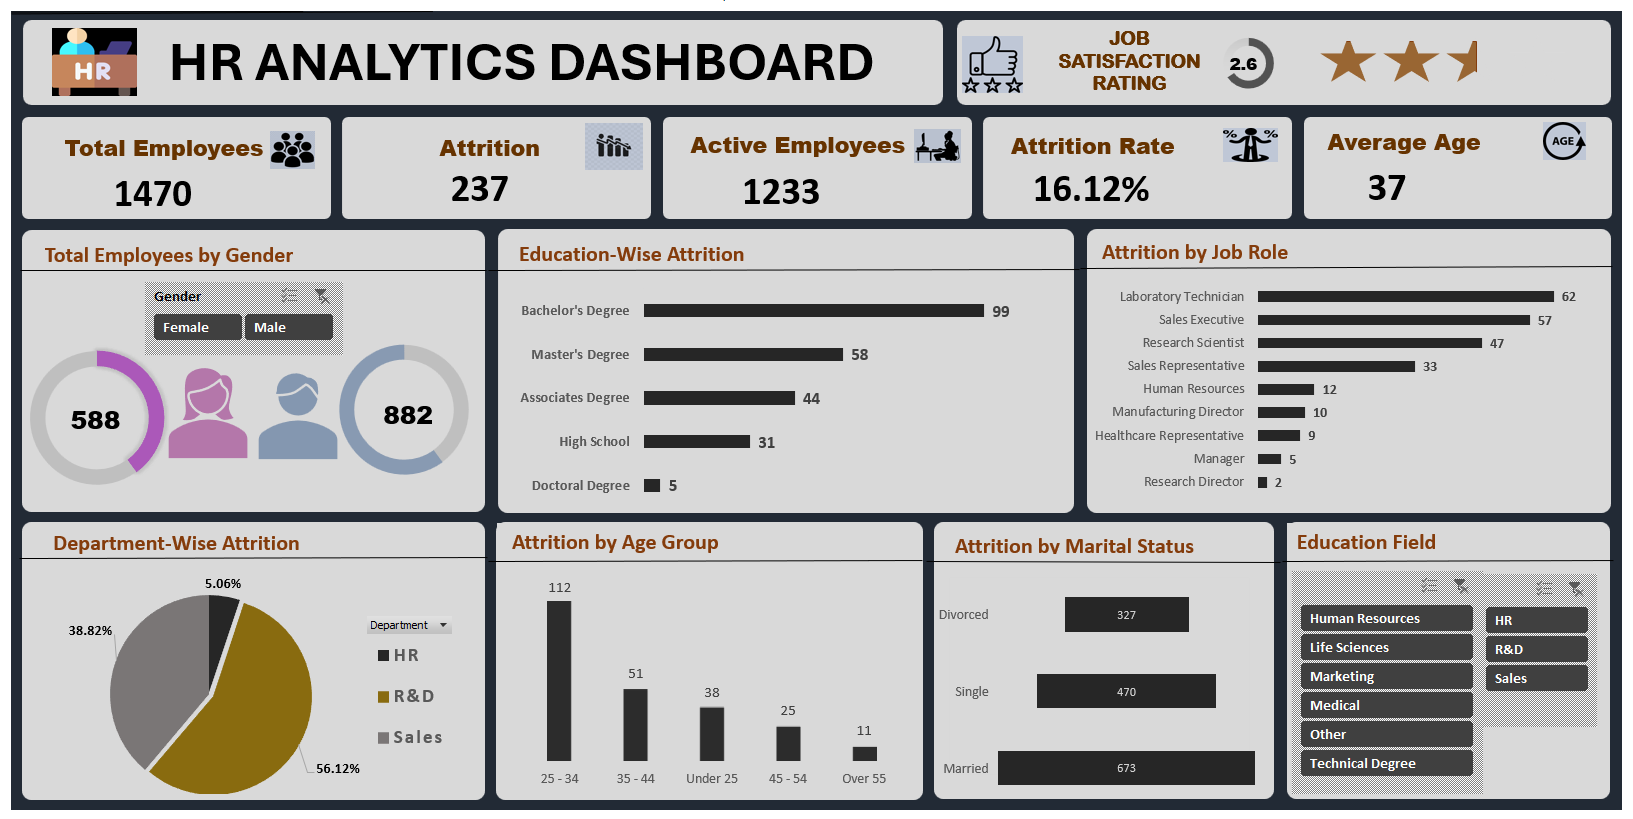 HR
HR ANALYTICS DASHBOARD
JOB
SATISFACTION
RATING
2.6
Total Employees
1470
Attrition
237
Active Employees
1233
Attrition Rate
% %
16.12%
Average Age
AGE
37
Total Employees by Gender
Gender
Female Male
588
882
Education-Wise Attrition
Bachelor's Degree 99
Master's Degree 58
Associates Degree 44
High School 31
Doctoral Degree 5
Attrition by Job Role
Laboratory Technician 62
Sales Executive 57
Research Scientist 47
Sales Representative 33
Human Resources 12
Manufacturing Director 10
Healthcare Representative 9
Manager 5
Research Director 2
Department-Wise Attrition
5.06%
38.82%
56.12%
Department
HR
R&D
Sales
Attrition by Age Group
112
51
38
25
11
25 - 34 35 - 44 Under 25 45 - 54 Over 55
Attrition by Marital Status
Divorced 327
Single 470
Married 673
Education Field
Human Resources
Life Sciences
Marketing
Medical
Other
Technical Degree
HR
R&D
Sales